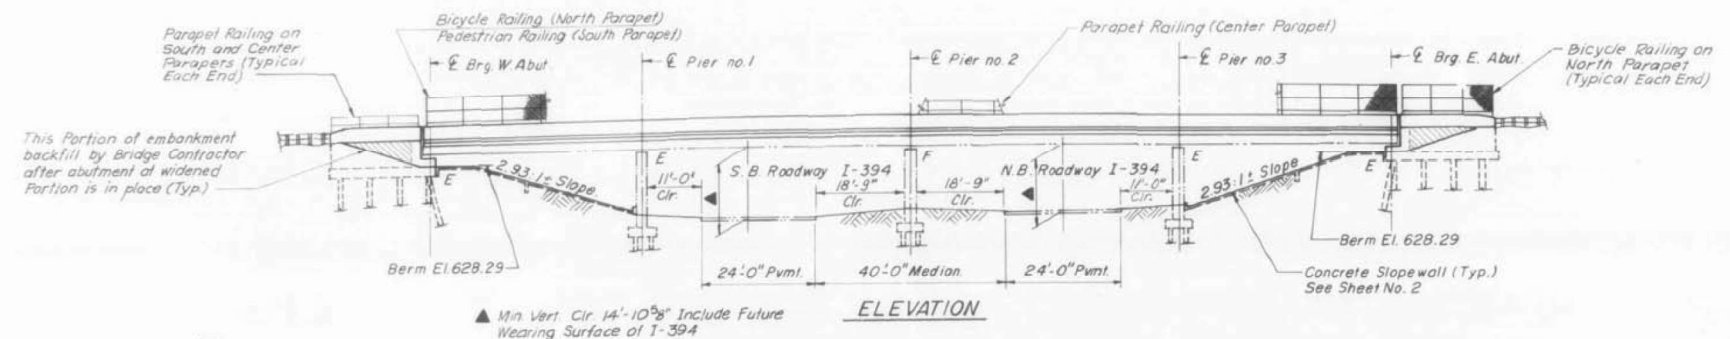 Parapet Railing on
South and Center
Parapers (Typical
Each End)
Bicycle Railing (North Parapet)
Pedestrian Railing (South Parapet)
℄ Brg. W. Abut.
℄ Pier no. 1
℄ Pier no. 2
Parapet Railing (Center Parapet)
℄ Pier no. 3
℄ Brg. E. Abut.
Bicycle Railing on
North Parapet
(Typical Each End)
This Portion of embankment
backfill by Bridge Contractor
after abutment of widened
Portion is in place (Typ.)
E
2.93:1± Slope
E
11'-0"
Clr.
S.B. Roadway I-394
18'-9"
Clr.
F
18'-9"
Clr.
N.B. Roadway I-394
11'-0"
Clr.
E
2.93:1± Slope
E
Berm El. 628.29
24'-0" Pvmt.
40'-0" Median.
24'-0" Pvmt.
Berm El. 628.29
Concrete Slopewall (Typ.)
See Sheet No. 2
▲ Min. Vert. Clr. 14'-10⅝" Include Future
Wearing Surface of I-394
ELEVATION